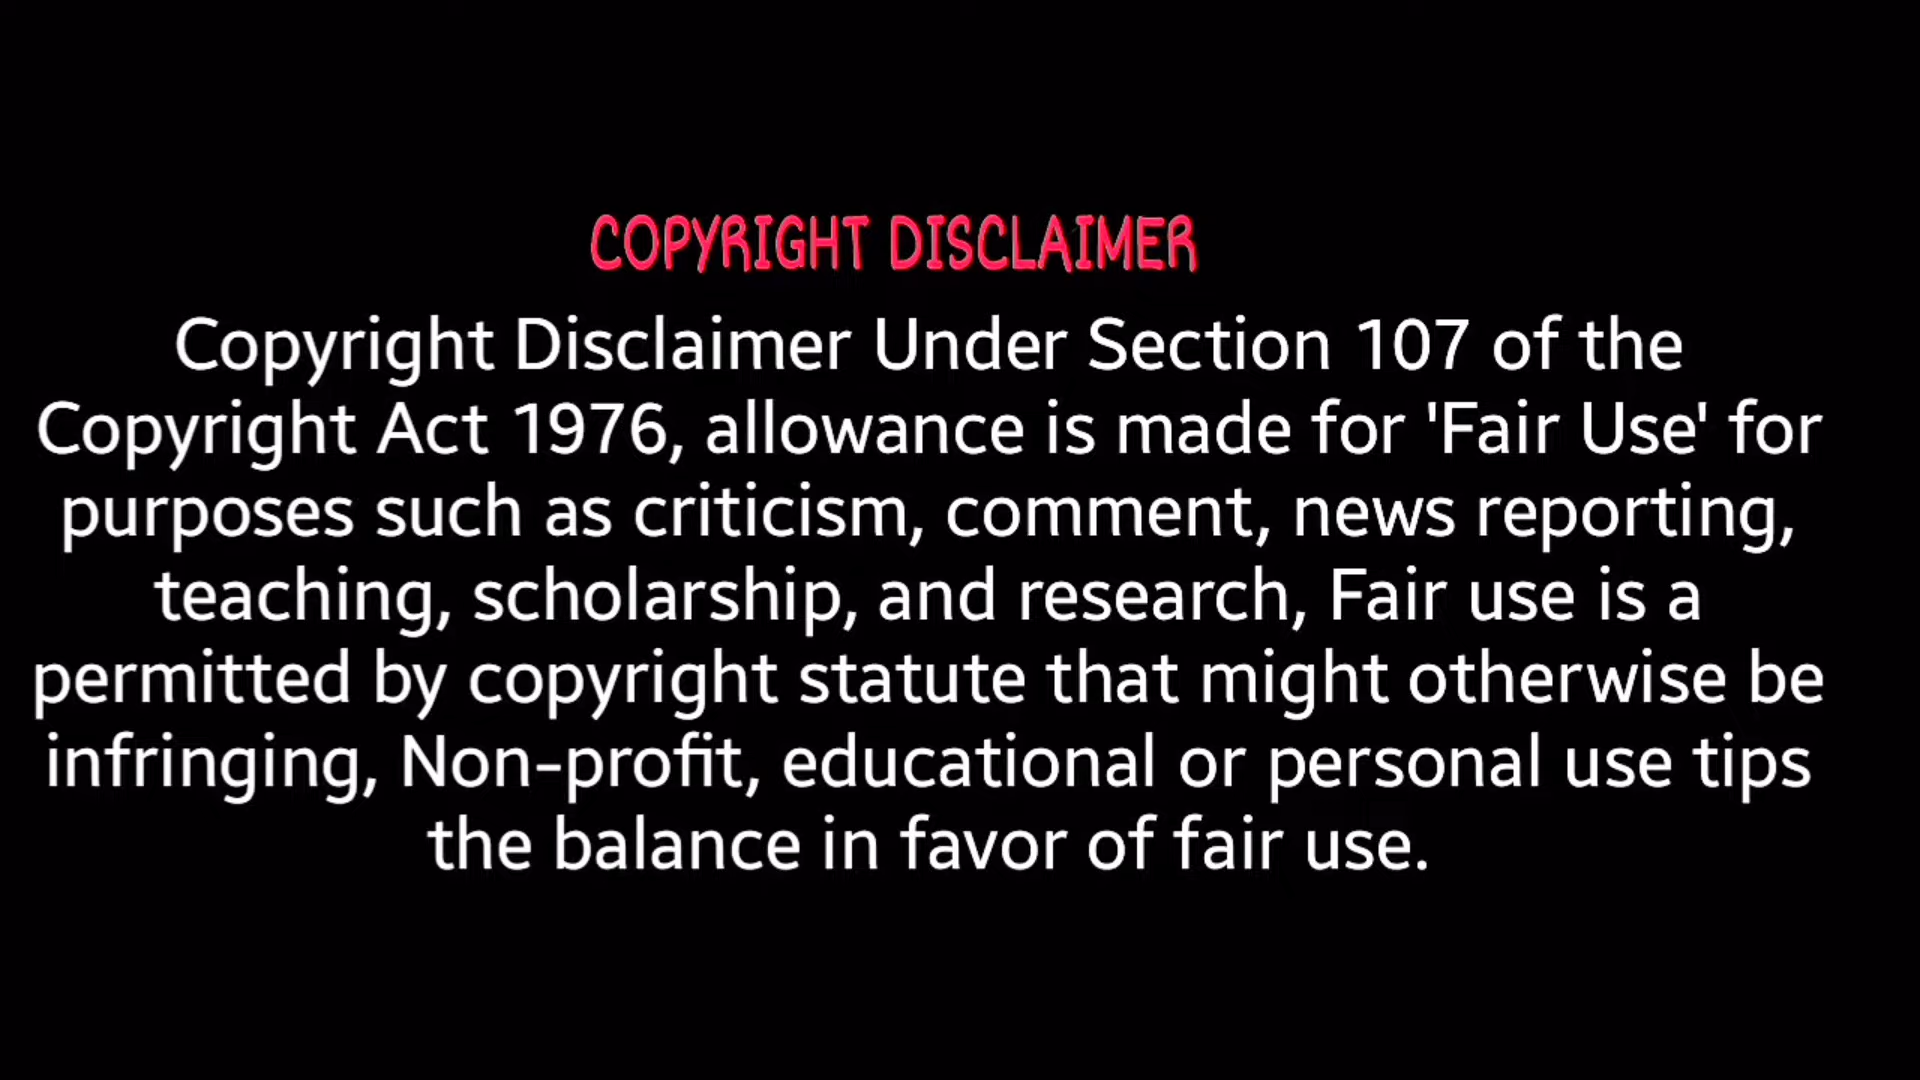 COPYRIGHT DISCLAIMER
Copyright Disclaimer Under Section 107 of the
Copyright Act 1976, allowance is made for 'Fair Use' for
purposes such as criticism, comment, news reporting,
teaching, scholarship, and research, Fair use is a
permitted by copyright statute that might otherwise be
infringing, Non-profit, educational or personal use tips
the balance in favor of fair use.